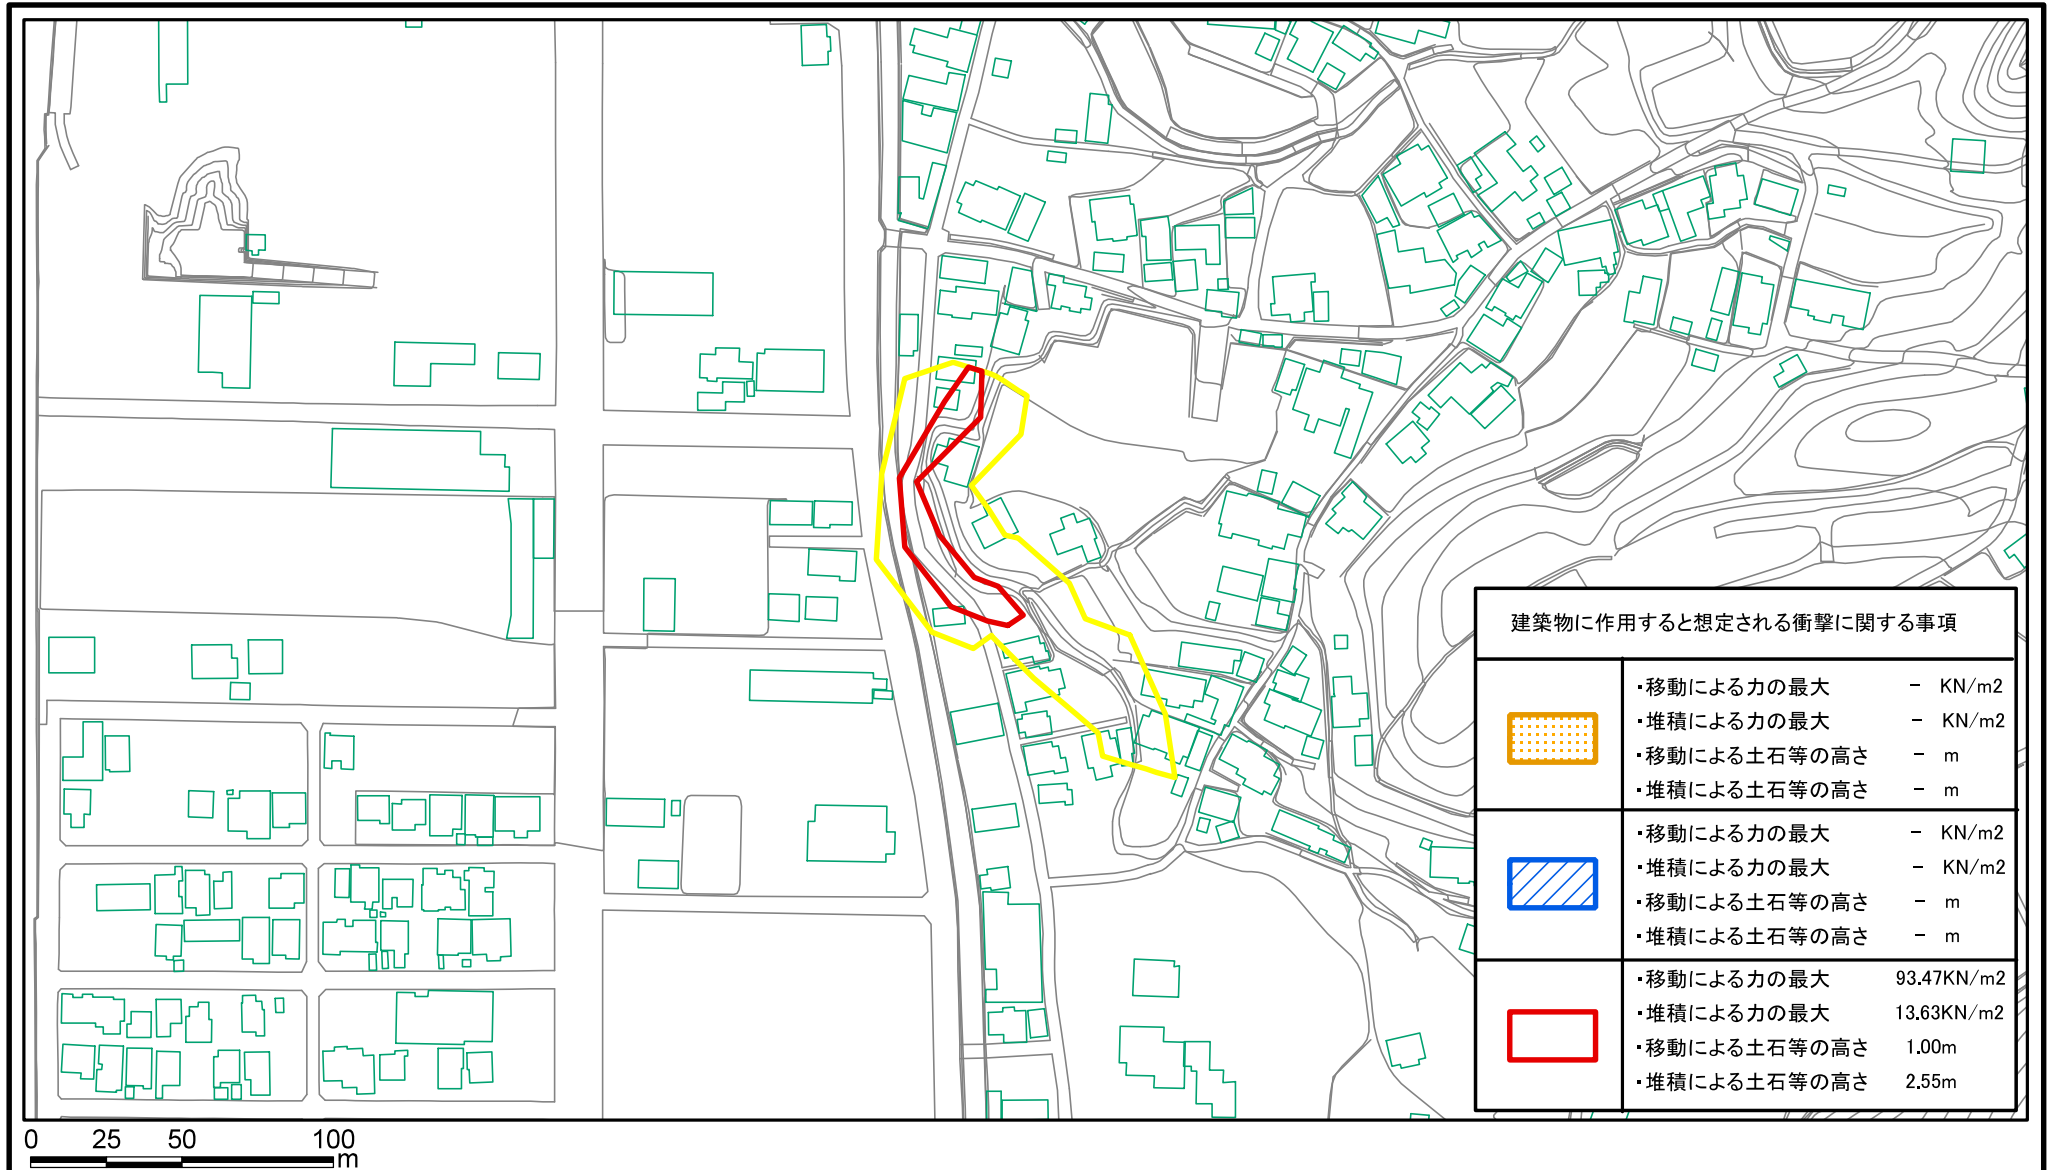 建築物に作用すると想定される衝撃に関する事項
・移動による力の最大 - KN/m2
・堆積による力の最大 - KN/m2
・移動による土石等の高さ - m
・堆積による土石等の高さ - m
・移動による力の最大 - KN/m2
・堆積による力の最大 - KN/m2
・移動による土石等の高さ - m
・堆積による土石等の高さ - m
・移動による力の最大 93.47KN/m2
・堆積による力の最大 13.63KN/m2
・移動による土石等の高さ 1.00m
・堆積による土石等の高さ 2.55m
0 25 50 100
m